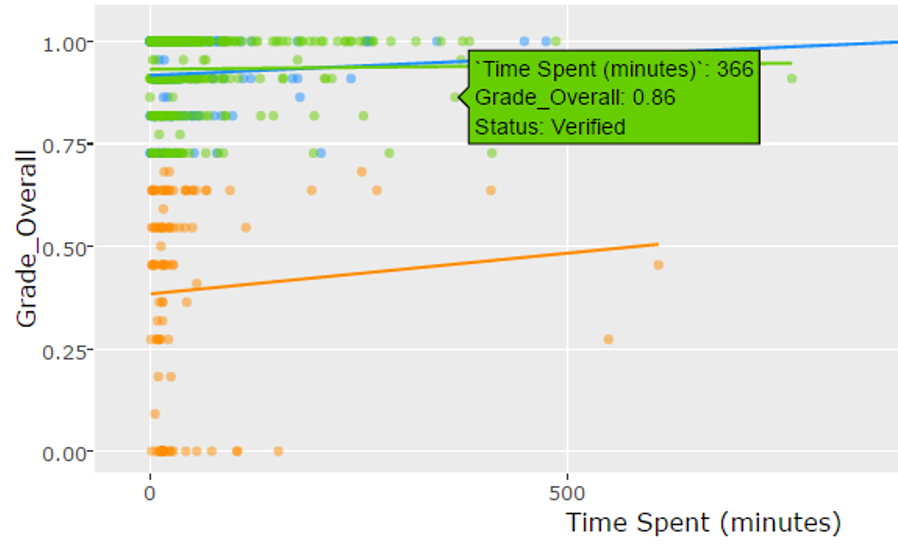 1.00
0.75
0.50
0.25
0.00
Grade_Overall
`Time Spent (minutes)`: 366
Grade_Overall: 0.86
Status: Verified
0
500
Time Spent (minutes)